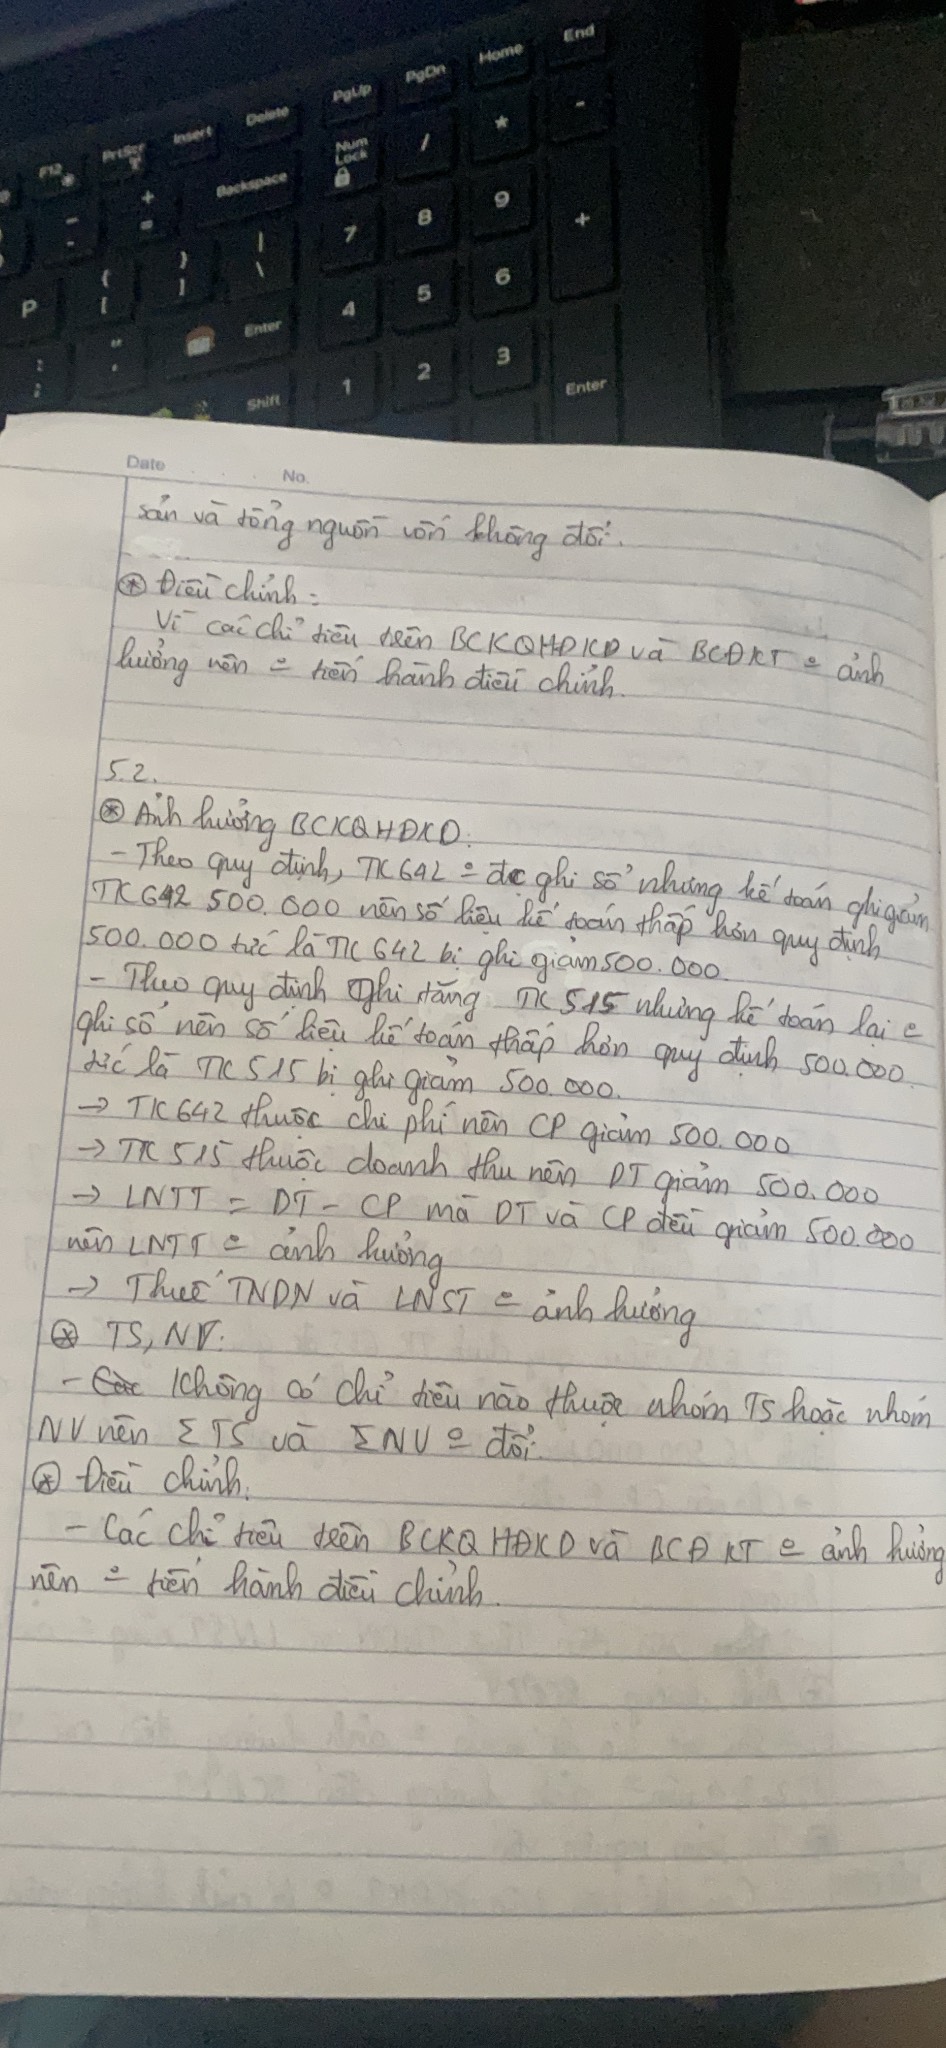 End
Home
PgDn
PgUp
Delete
Insert
PrtScr
F12
- 
*
/
Num
Lock
Backspace
+
=
-
7
8
9
+
P
{
[
}
]
|
\
4
5
6
Enter
:
;
"
'
1
2
3
Enter
Shift
Date No.
sản và tổng nguồn vốn không đổi.
⊛ Điều chỉnh:
Vì các chỉ tiêu trên BCKQHĐKD và BCĐKT = ảnh
hưởng nên = tiến hành điều chỉnh.
5.2.
⊛ Ảnh hưởng BCKQHĐKD:
- Theo quy định, TK 642 = đc ghi sổ nhưng kế toán ghi giảm
TK 642 500.000 nên số liệu kế toán thấp hơn quy định
500.000 tức là TK 642 bị ghi giảm 500.000
- Theo quy định ghi tăng TK 515 nhưng kế toán lại =
ghi sổ nên số liệu kế toán thấp hơn quy định 500.000.
tức là TK 515 bị ghi giảm 500.000.
→ TK 642 thuộc chi phí nên CP giảm 500.000
→ TK 515 thuộc doanh thu nên DT giảm 500.000
→ LNTT = DT - CP mà DT và CP đều giảm 500.000
nên LNTT = ảnh hưởng
→ Thuế TNDN và LNST = ảnh hưởng
⊛ TS, NV:
- Không có chỉ tiêu nào thuộc nhóm TS hoặc nhóm
NV nên ΣTS và ΣNV = đổi.
⊛ Điều chỉnh.
- Các chỉ tiêu trên BCKQHĐKD và BCĐKT = ảnh hưởng
nên = tiến hành điều chỉnh.